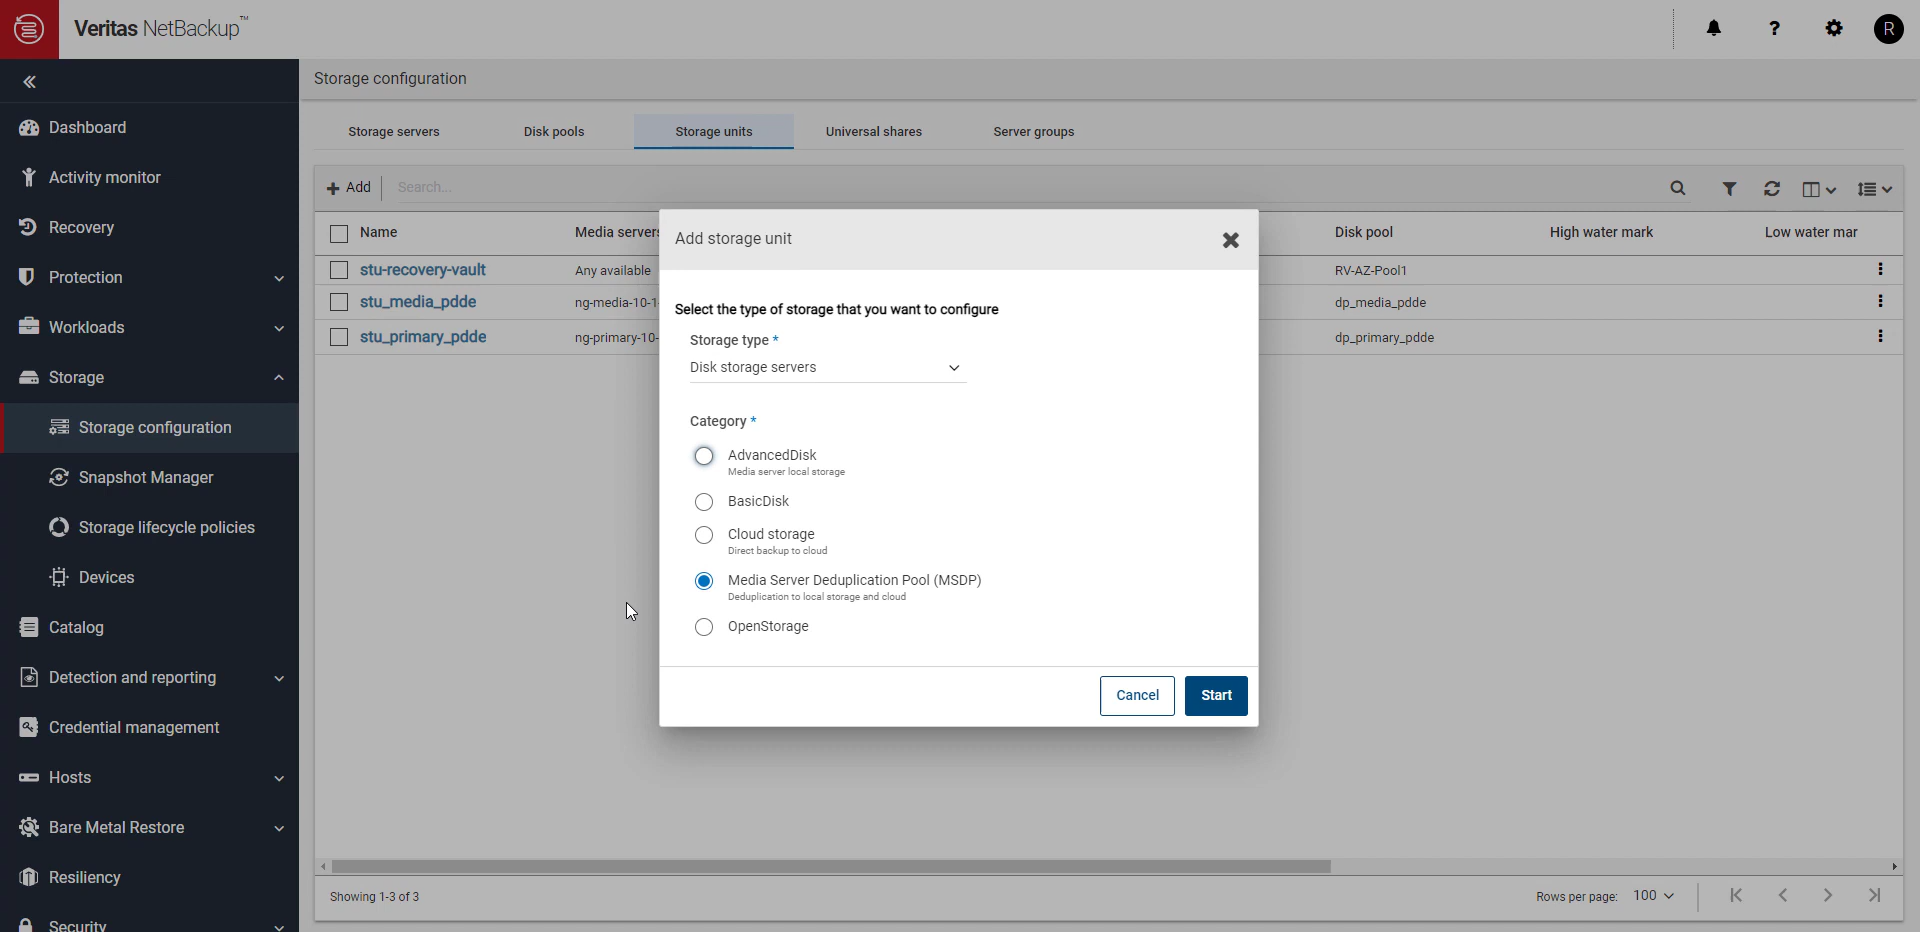 Veritas NetBackup™
R
Storage configuration
Dashboard
Activity monitor
Recovery
Protection
Workloads
Storage
Storage configuration
Snapshot Manager
Storage lifecycle policies
Devices
Catalog
Detection and reporting
Credential management
Hosts
Bare Metal Restore
Resiliency
Security
Storage servers Disk pools Storage units Universal shares Server groups
Add Search...
Name Media servers Disk pool High water mark Low water mar
stu-recovery-vault Any available RV-AZ-Pool1
stu_media_pdde ng-media-10-1- dp_media_pdde
stu_primary_pdde ng-primary-10- dp_primary_pdde
Add storage unit
Select the type of storage that you want to configure
Storage type *
Disk storage servers
Category *
AdvancedDisk
Media server local storage
BasicDisk
Cloud storage
Direct backup to cloud
Media Server Deduplication Pool (MSDP)
Deduplication to local storage and cloud
OpenStorage
Cancel Start
Showing 1-3 of 3 Rows per page: 100